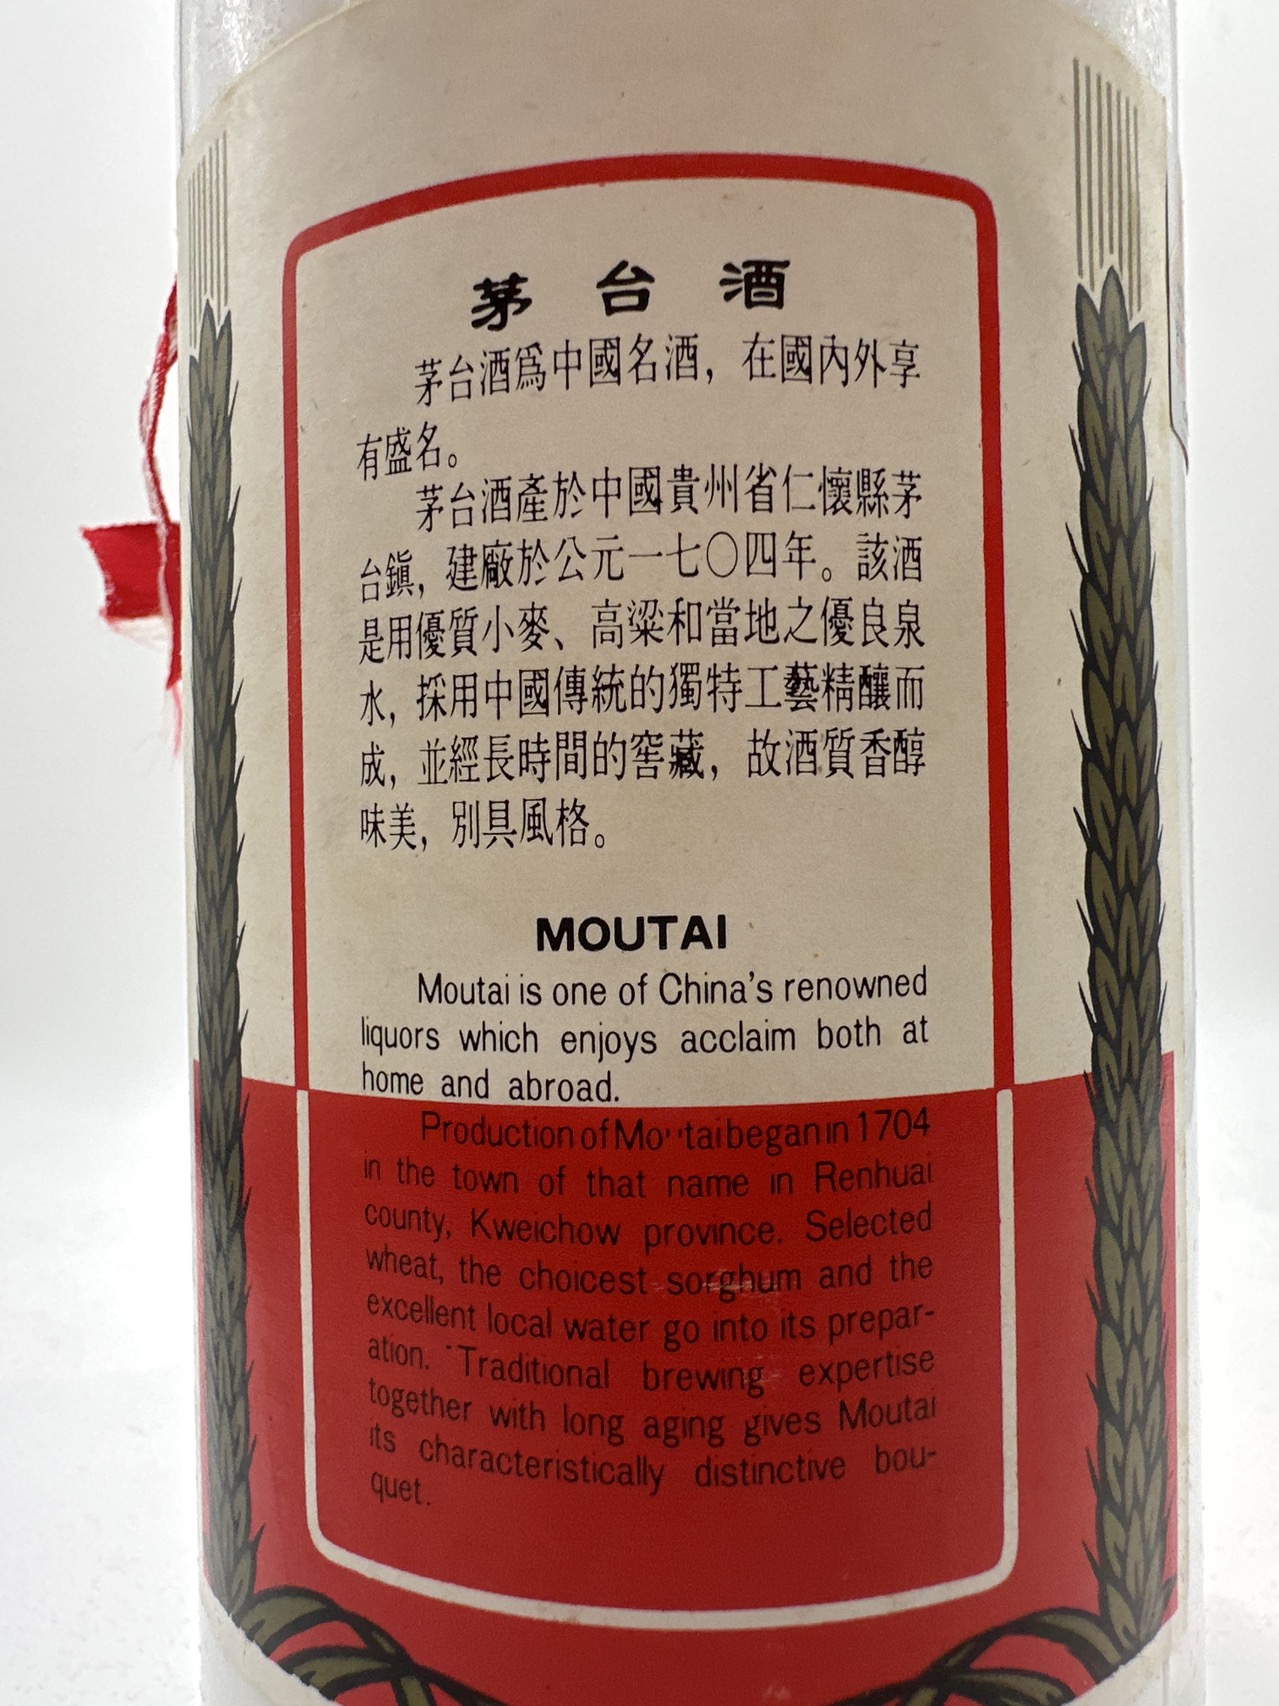 茅台酒
茅台酒爲中國名酒，在國內外享
有盛名。
茅台酒產於中國貴州省仁懷縣茅
台鎭，建廠於公元一七〇四年。該酒
是用優質小麥、高粱和當地之優良泉
水，採用中國傳統的獨特工藝精釀而
成，並經長時間的窖藏，故酒質香醇
味美，別具風格。
MOUTAI
Moutai is one of China's renowned
liquors which enjoys acclaim both at
home and abroad.
Production of Moutai began in 1704
in the town of that name in Renhuai
county, Kweichow province. Selected
wheat, the choicest sorghum and the
excellent local water go into its prepar-
ation. Traditional brewing expertise
together with long aging gives Moutai
its characteristically distinctive bou-
quet.